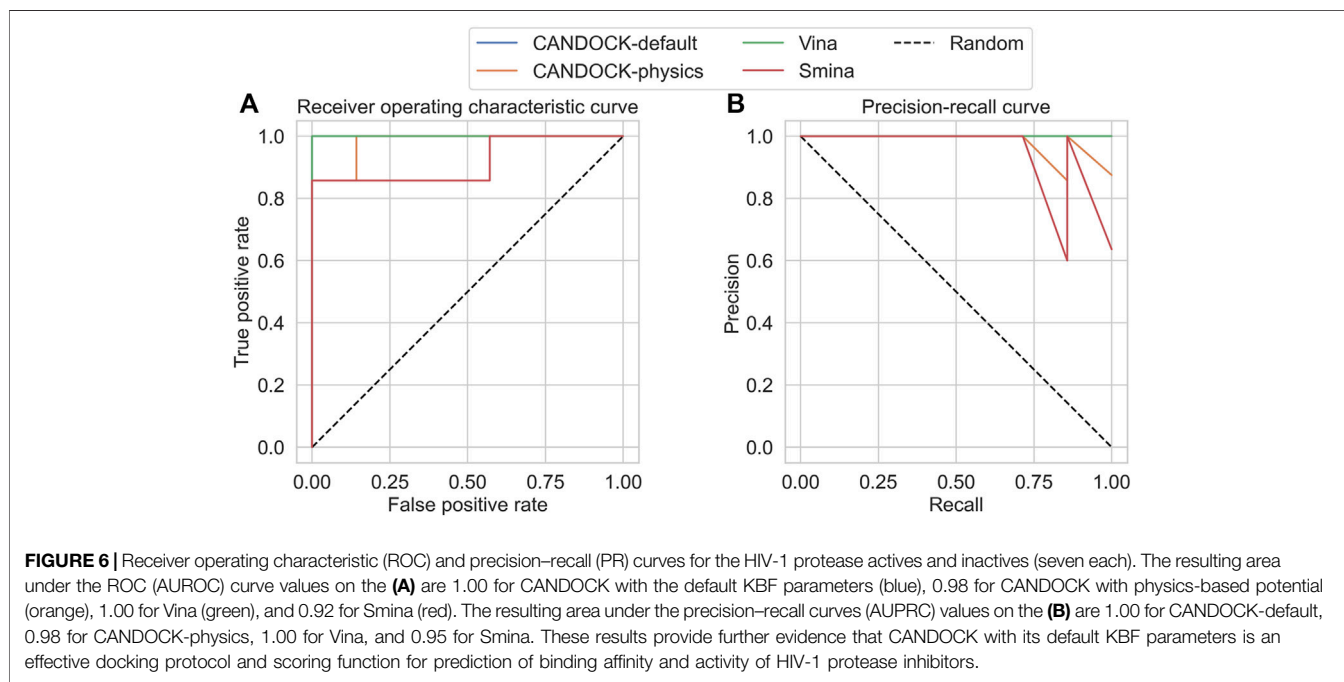 CANDOCK-default
Vina
Random
CANDOCK-physics
Smina
A
Receiver operating characteristic curve
1.0
0.8
0.6
0.4
0.2
0.0
True positive rate
0.00 0.25 0.50 0.75 1.00
False positive rate
B
Precision-recall curve
1.0
0.8
0.6
0.4
0.2
0.0
Precision
0.00 0.25 0.50 0.75 1.00
Recall
FIGURE 6 | Receiver operating characteristic (ROC) and precision–recall (PR) curves for the HIV-1 protease actives and inactives (seven each). The resulting area
under the ROC (AUROC) curve values on the (A) are 1.00 for CANDOCK with the default KBF parameters (blue), 0.98 for CANDOCK with physics-based potential
(orange), 1.00 for Vina (green), and 0.92 for Smina (red). The resulting area under the precision–recall curves (AUPRC) values on the (B) are 1.00 for CANDOCK-default,
0.98 for CANDOCK-physics, 1.00 for Vina, and 0.95 for Smina. These results provide further evidence that CANDOCK with its default KBF parameters is an
effective docking protocol and scoring function for prediction of binding affinity and activity of HIV-1 protease inhibitors.